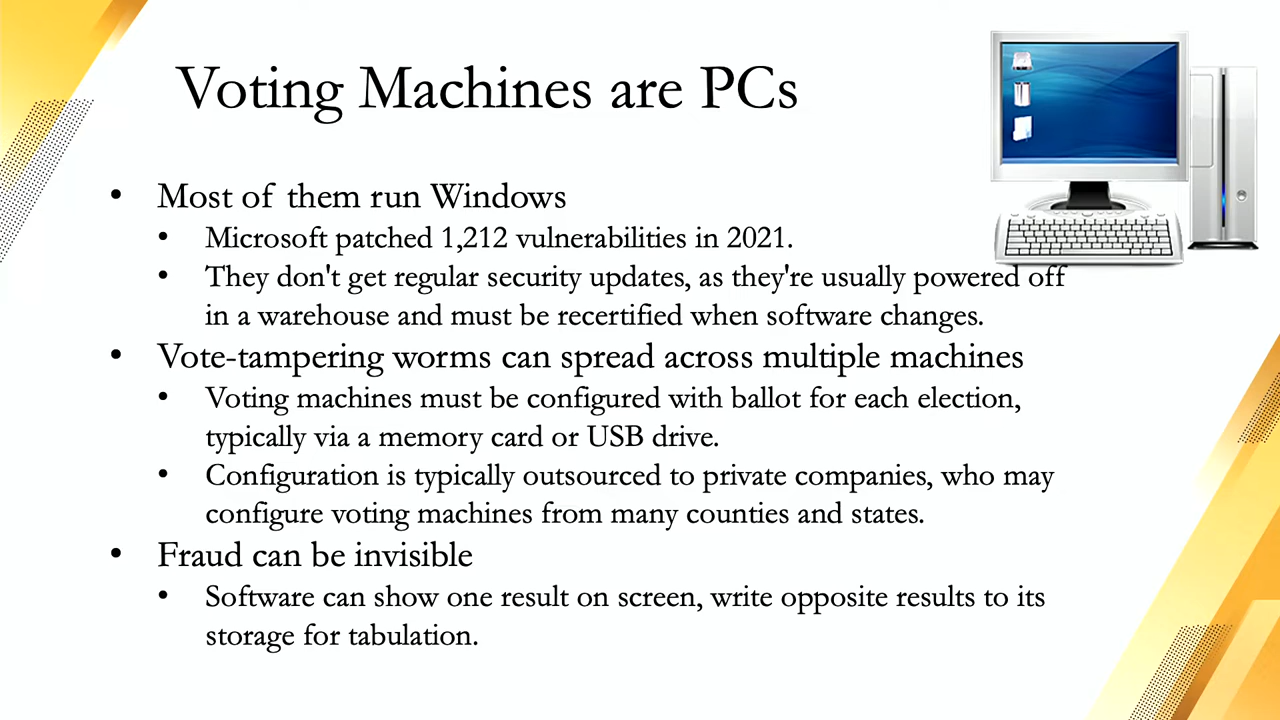 Voting Machines are PCs
• Most of them run Windows
• Microsoft patched 1,212 vulnerabilities in 2021.
• They don't get regular security updates, as they're usually powered off
in a warehouse and must be recertified when software changes.
• Vote-tampering worms can spread across multiple machines
• Voting machines must be configured with ballot for each election,
typically via a memory card or USB drive.
• Configuration is typically outsourced to private companies, who may
configure voting machines from many counties and states.
• Fraud can be invisible
• Software can show one result on screen, write opposite results to its
storage for tabulation.